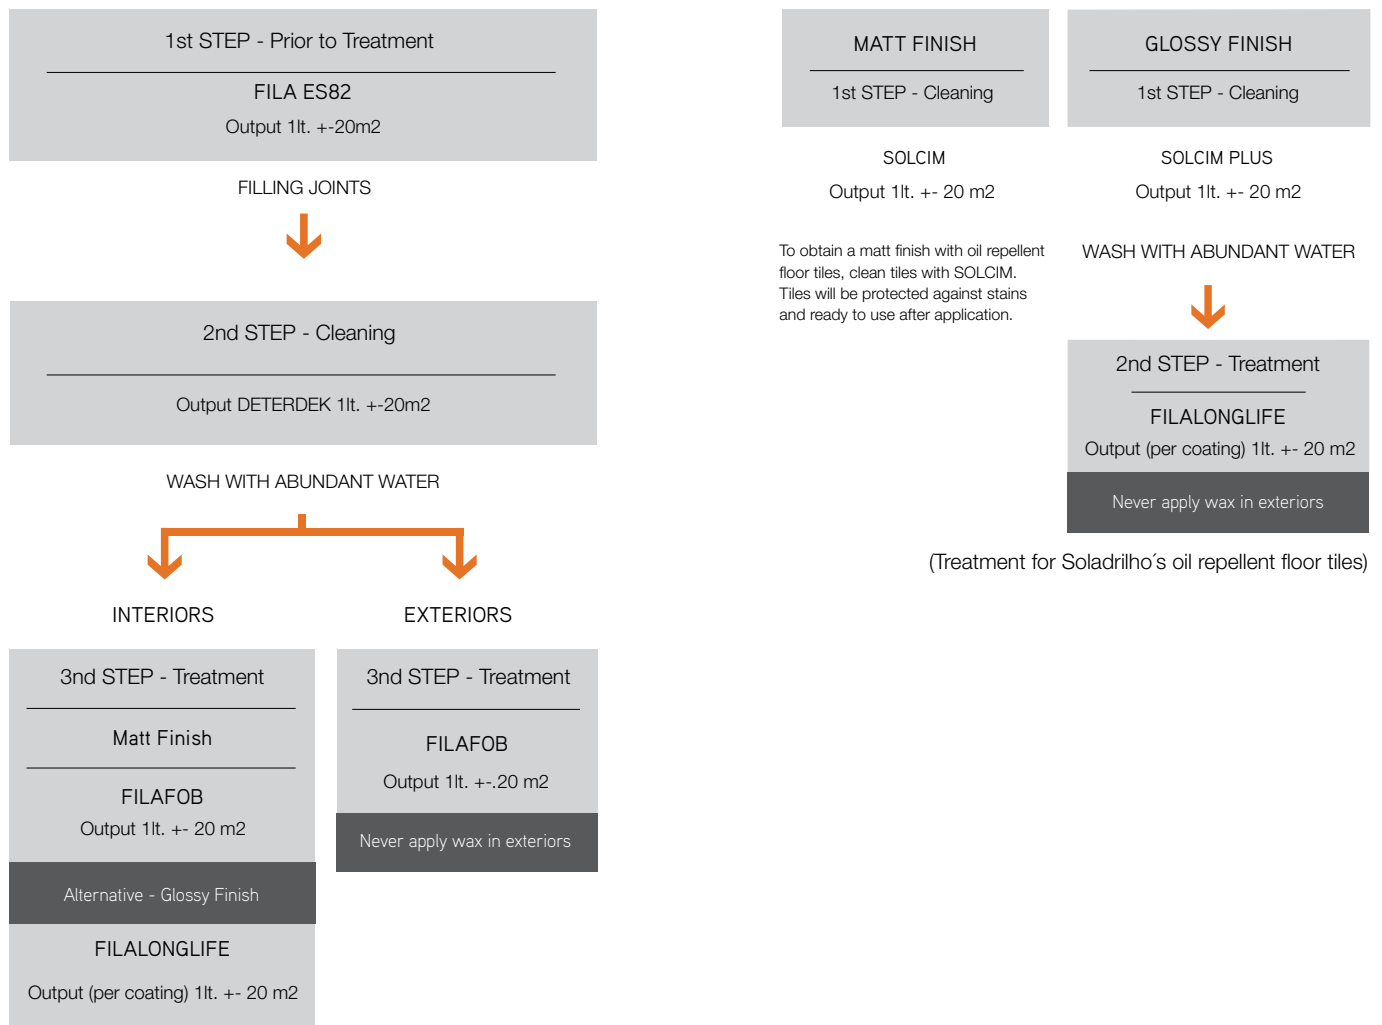 1st STEP - Prior to Treatment
FILA ES82
Output 1lt. +-20m2
FILLING JOINTS
2nd STEP - Cleaning
Output DETERDEK 1lt. +-20m2
WASH WITH ABUNDANT WATER
INTERIORS
3nd STEP - Treatment
Matt Finish
FILAFOB
Output 1lt. +- 20 m2
Alternative - Glossy Finish
FILALONGLIFE
Output (per coating) 1lt. +- 20 m2
EXTERIORS
3nd STEP - Treatment
FILAFOB
Output 1lt. +-.20 m2
Never apply wax in exteriors
MATT FINISH
1st STEP - Cleaning
SOLCIM
Output 1lt. +- 20 m2
To obtain a matt finish with oil repellent
floor tiles, clean tiles with SOLCIM.
Tiles will be protected against stains
and ready to use after application.
GLOSSY FINISH
1st STEP - Cleaning
SOLCIM PLUS
Output 1lt. +- 20 m2
WASH WITH ABUNDANT WATER
2nd STEP - Treatment
FILALONGLIFE
Output (per coating) 1lt. +- 20 m2
Never apply wax in exteriors
(Treatment for Soladrilho´s oil repellent floor tiles)